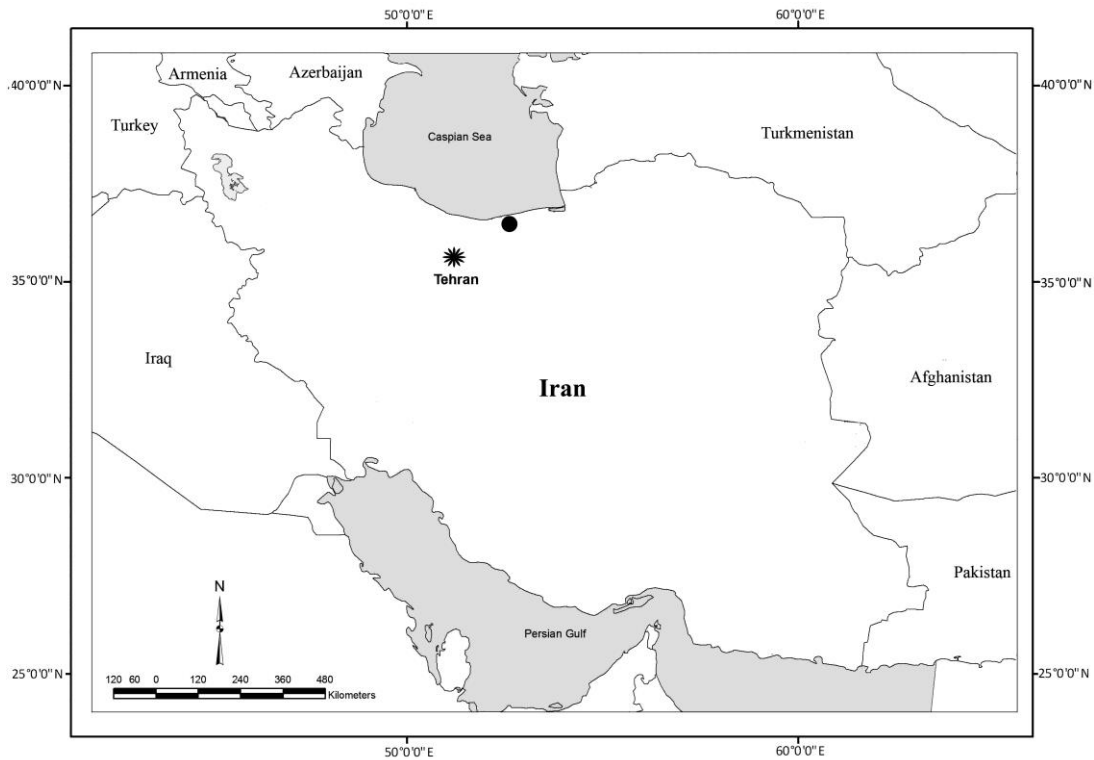 50°0'0"E
60°0'0"E
40°0'0"N
40°0'0"N
Armenia
Azerbaijan
Turkey
Caspian Sea
Turkmenistan
35°0'0"N
35°0'0"N
Tehran
Iraq
Iran
Afghanistan
30°0'0"N
30°0'0"N
Pakistan
N
Persian Gulf
25°0'0"N
25°0'0"N
120 60 0 120 240 360 480
Kilometers
50°0'0"E
60°0'0"E